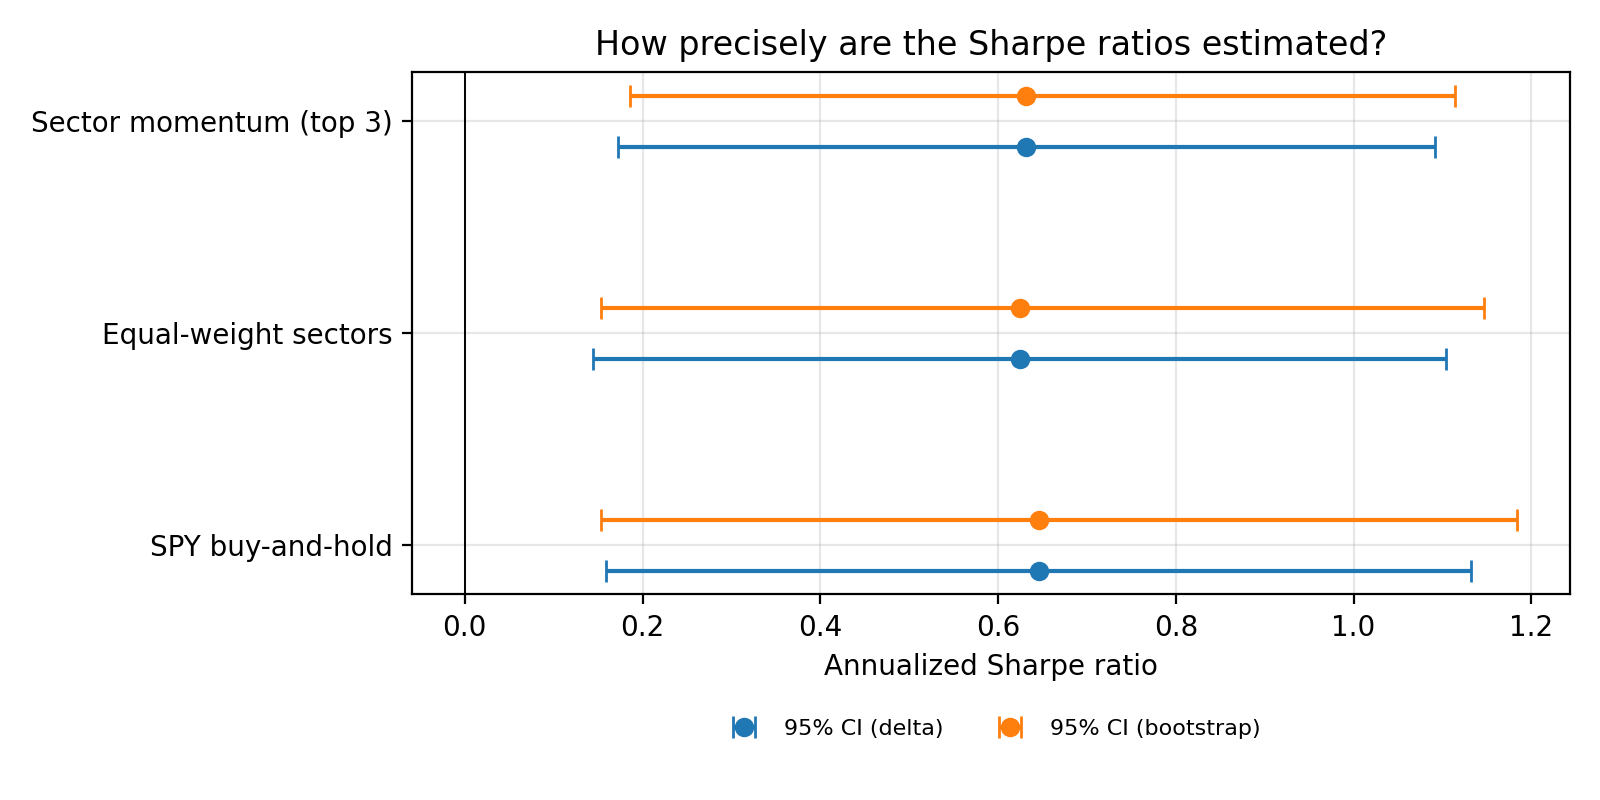 How precisely are the Sharpe ratios estimated?
Sector momentum (top 3)
Equal-weight sectors
SPY buy-and-hold
0.0 0.2 0.4 0.6 0.8 1.0 1.2
Annualized Sharpe ratio
95% CI (delta) 95% CI (bootstrap)